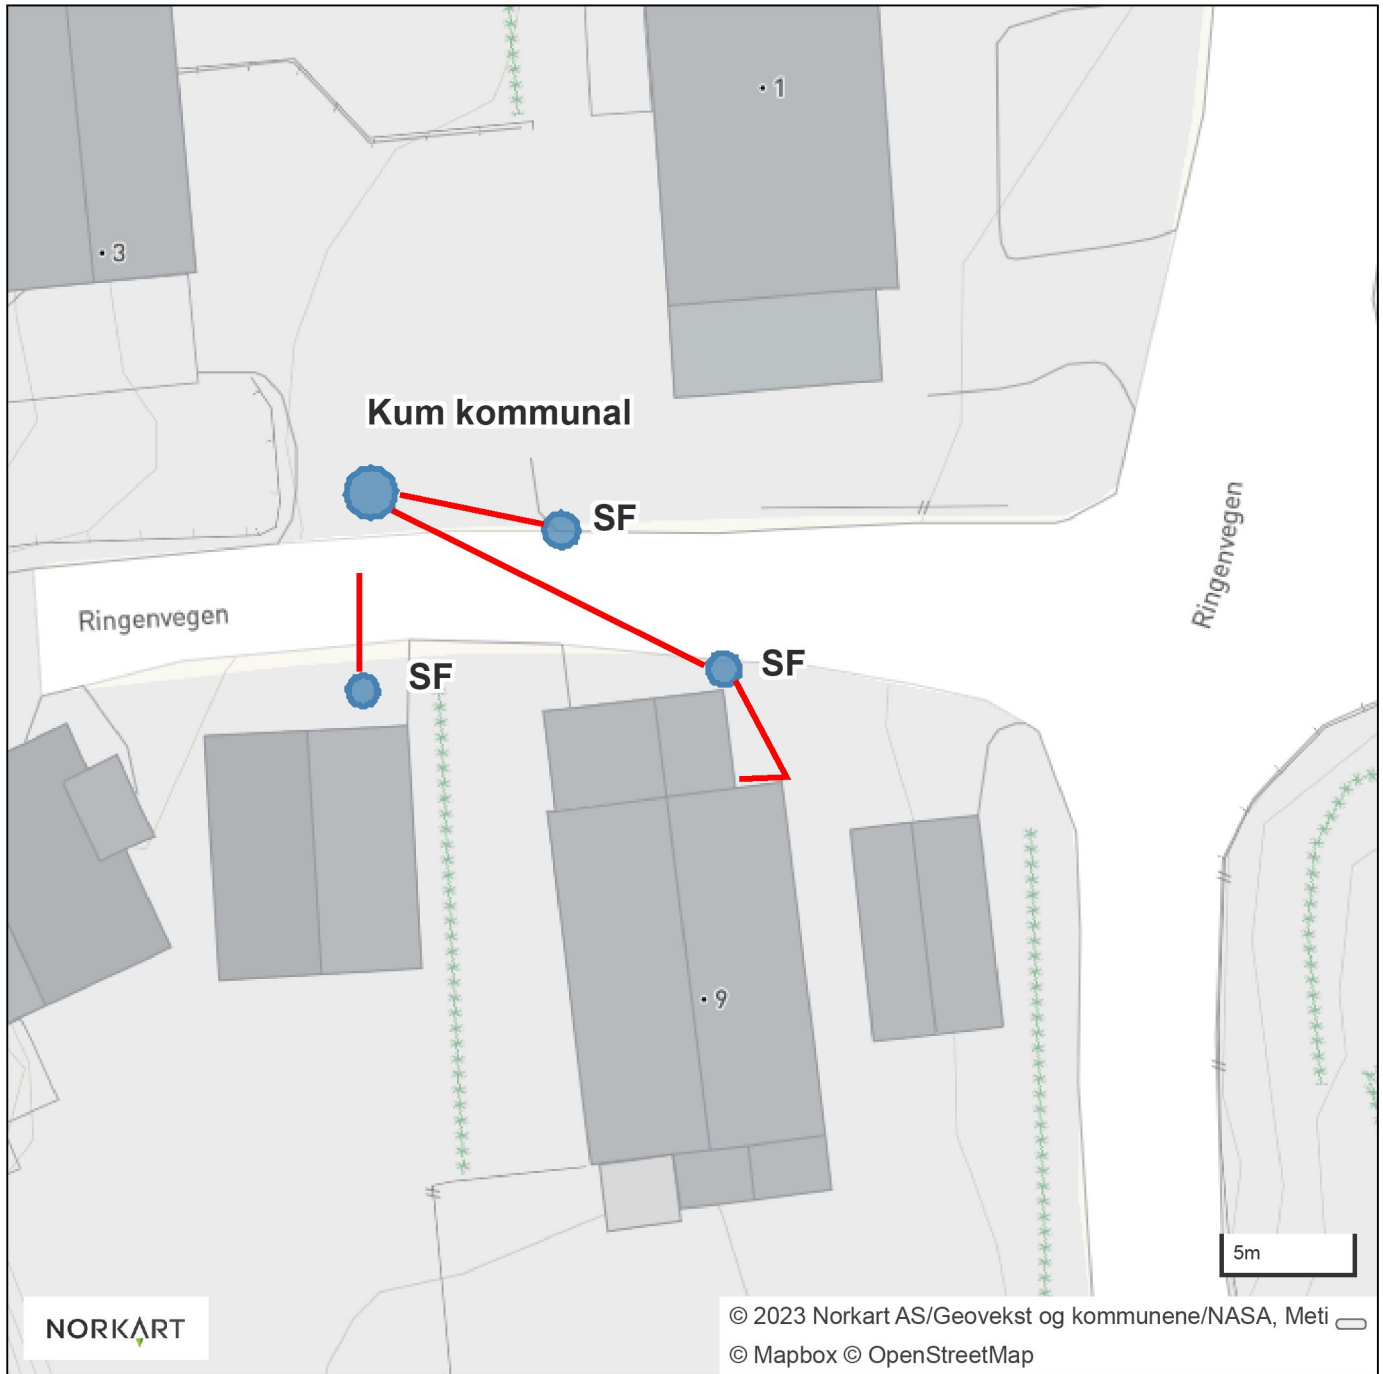 1
3
Kum kommunal
SF
Ringenvegen
Ringenvegen
SF
SF
9
5m
NORKART
© 2023 Norkart AS/Geovekst og kommunene/NASA, Meti
© Mapbox © OpenStreetMap